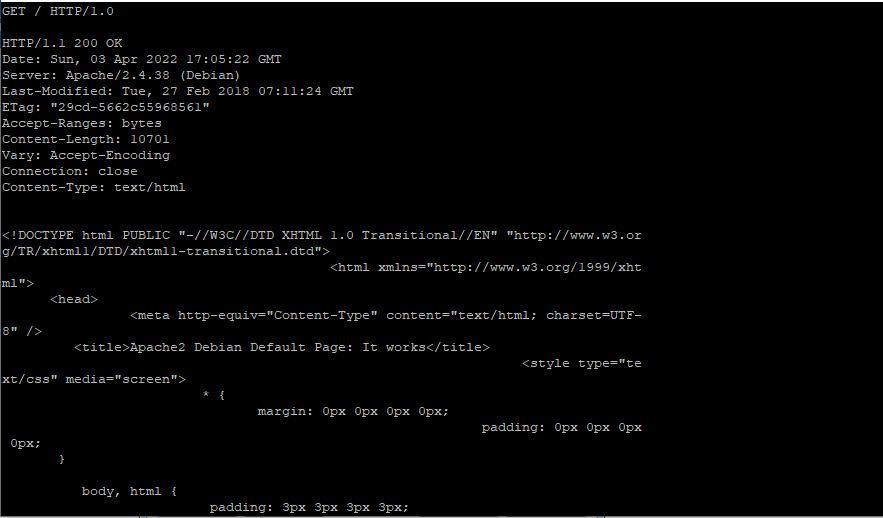 GET / HTTP/1.0
HTTP/1.1 200 OK
Date: Sun, 03 Apr 2022 17:05:22 GMT
Server: Apache/2.4.38 (Debian)
Last-Modified: Tue, 27 Feb 2018 07:11:24 GMT
ETag: "29cd-5662c55968561"
Accept-Ranges: bytes
Content-Length: 10701
Vary: Accept-Encoding
Connection: close
Content-Type: text/html
<!DOCTYPE html PUBLIC "-//W3C//DTD XHTML 1.0 Transitional//EN" "http://www.w3.or
g/TR/xhtml1/DTD/xhtml1-transitional.dtd">
<html xmlns="http://www.w3.org/1999/xht
ml">
<head>
<meta http-equiv="Content-Type" content="text/html; charset=UTF-
8" />
<title>Apache2 Debian Default Page: It works</title>
<style type="te
xt/css" media="screen">
* {
margin: 0px 0px 0px 0px;
padding: 0px 0px 0px
0px;
}
body, html {
padding: 3px 3px 3px 3px;